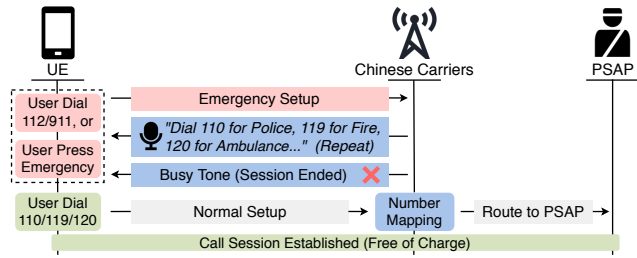 UE
Chinese Carriers
PSAP
User Dial
112/911, or
Emergency Setup
"Dial 110 for Police, 119 for Fire,
120 for Ambulance..." (Repeat)
User Press
Emergency
Busy Tone (Session Ended)
User Dial
110/119/120
Normal Setup
Number
Mapping
Route to PSAP
Call Session Established (Free of Charge)